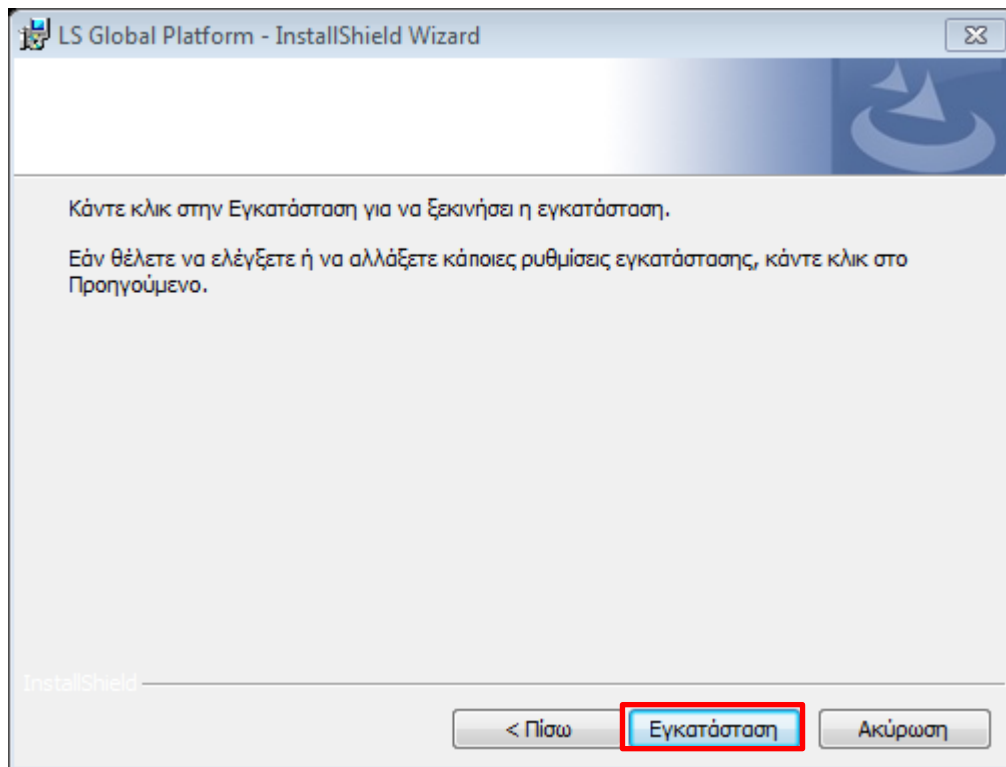 LS Global Platform - InstallShield Wizard
Κάντε κλικ στην Εγκατάσταση για να ξεκινήσει η εγκατάσταση.
Εάν θέλετε να ελέγξετε ή να αλλάξετε κάποιες ρυθμίσεις εγκατάστασης, κάντε κλικ στο
Προηγούμενο.
InstallShield
< Πίσω Εγκατάσταση Ακύρωση